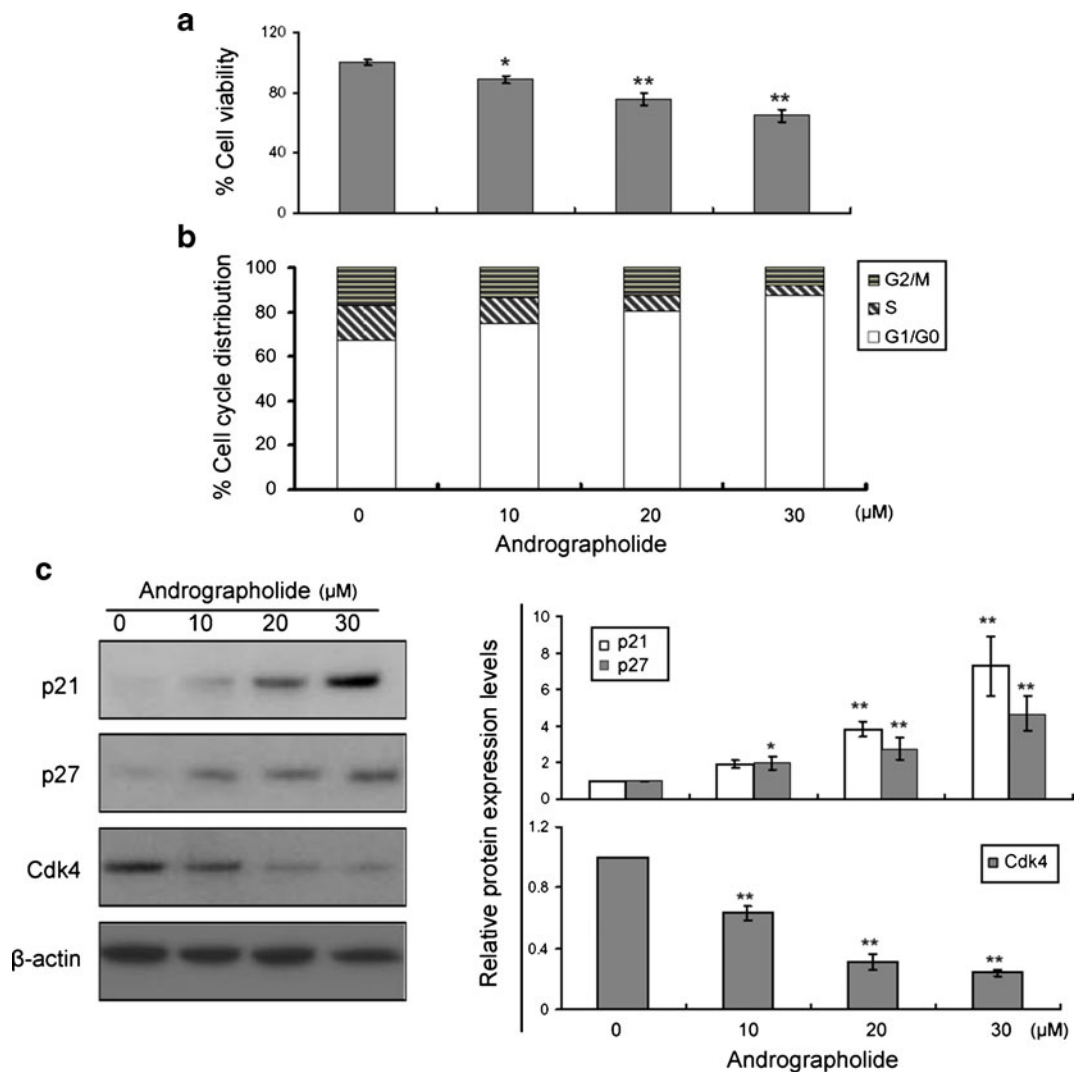 a
120
80
40
0
% Cell viability
*
**
**
b
100
80
60
40
20
0
% Cell cycle distribution
G2/M
S
G1/G0
0 10 20 30 (µM)
Andrographolide
c
Andrographolide (µM)
0 10 20 30
p21
p27
Cdk4
β-actin
Relative protein expression levels
10
8
6
4
2
0
p21
p27
*
** **
** **
1.2
0.8
0.4
0
Cdk4
**
**
**
0 10 20 30 (µM)
Andrographolide